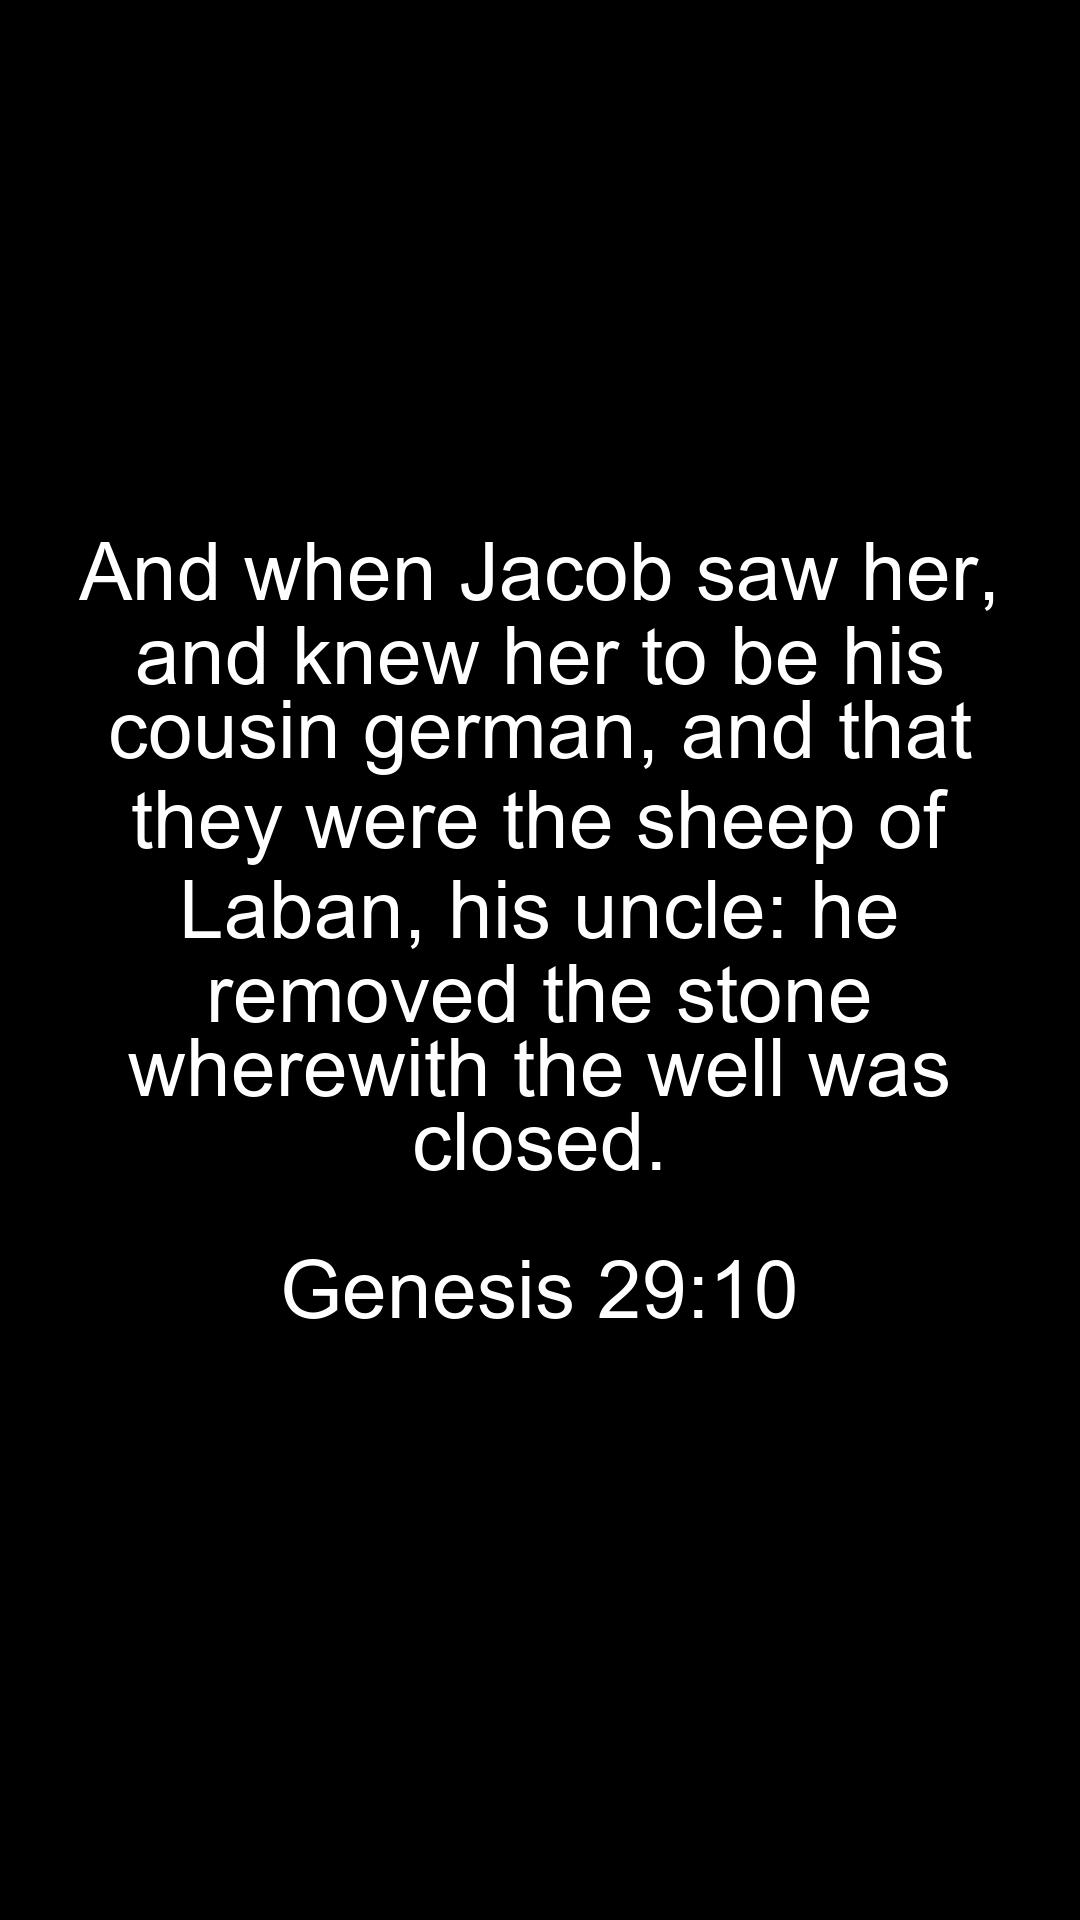 And when Jacob saw her,
and knew her to be his
cousin german, and that
they were the sheep of
Laban, his uncle: he
removed the stone
wherewith the well was
closed.
Genesis 29:10